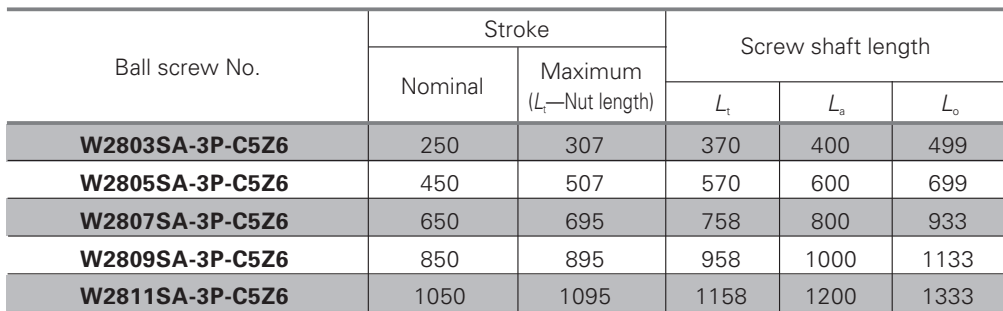 Ball screw No. Stroke Screw shaft length
Nominal Maximum
(Lt—Nut length) Lt La Lo
W2803SA-3P-C5Z6 250 307 370 400 499
W2805SA-3P-C5Z6 450 507 570 600 699
W2807SA-3P-C5Z6 650 695 758 800 933
W2809SA-3P-C5Z6 850 895 958 1000 1133
W2811SA-3P-C5Z6 1050 1095 1158 1200 1333